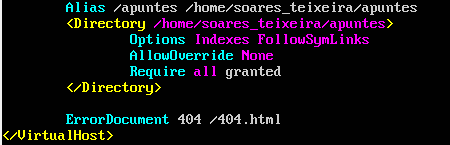 Alias /apuntes /home/soares_teixeira/apuntes
<Directory /home/soares_teixeira/apuntes>
Options Indexes FollowSymLinks
AllowOverride None
Require all granted
</Directory>
ErrorDocument 404 /404.html
</VirtualHost>